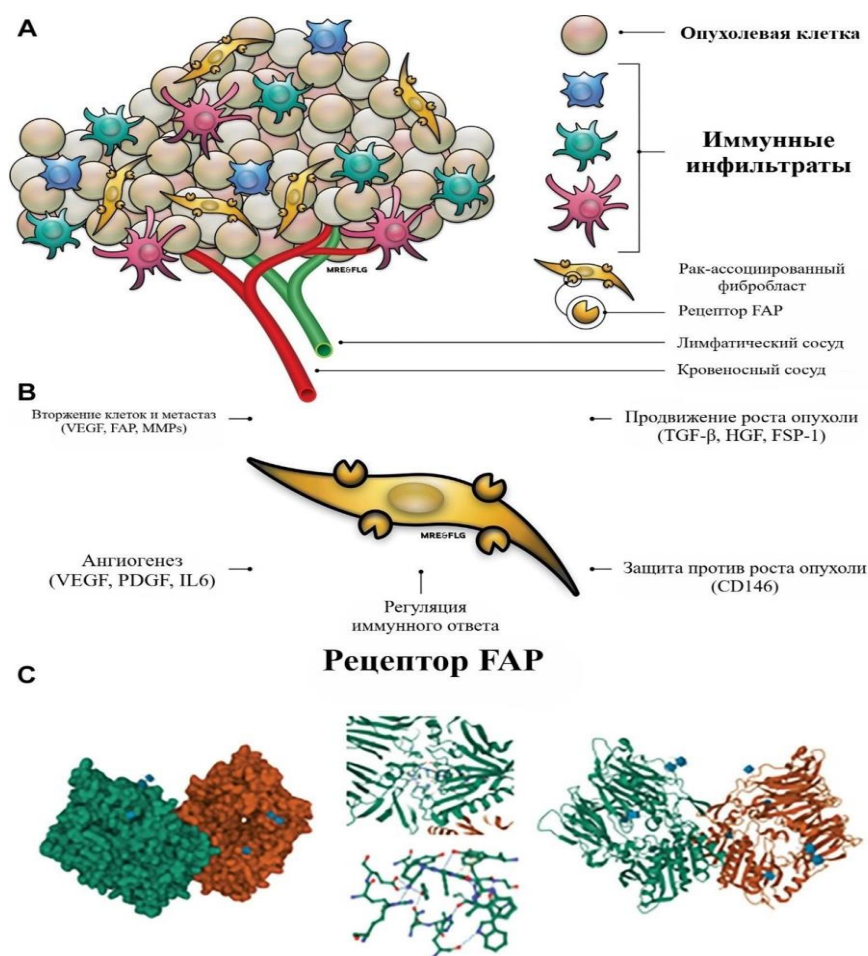 A
Опухолевая клетка
Иммунные
инфильтраты
MRE&FLG
Рак-ассоциированный
фибробласт
Рецептор FAP
Лимфатический сосуд
Кровеносный сосуд
B
Вторжение клеток и метастаз
(VEGF, FAP, MMPs)
Продвижение роста опухоли
(TGF-β, HGF, FSP-1)
MRE&FLG
Ангиогенез
(VEGF, PDGF, IL6)
Защита против роста опухоли
(CD146)
Регуляция
иммунного ответа
Рецептор FAP
C